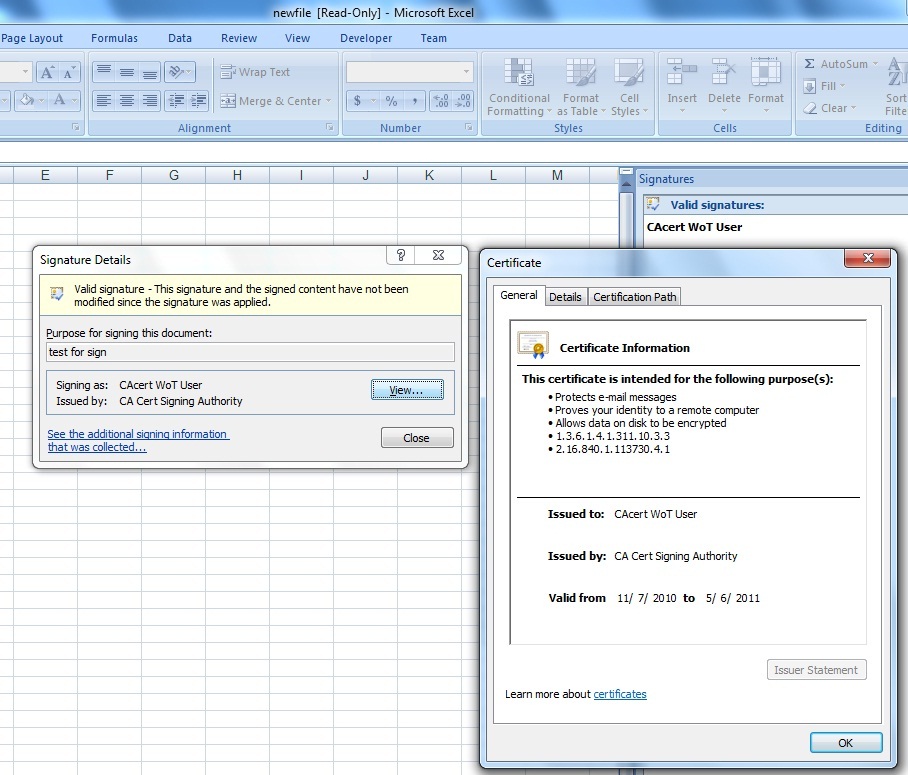 newfile [Read-Only] - Microsoft Excel
Page Layout Formulas Data Review View Developer Team
Wrap Text
Merge & Center
Alignment
$ % ,
Number
Conditional Formatting
Format as Table
Cell Styles
Styles
Insert Delete Format
Cells
Σ AutoSum
Fill
Clear
Sort
Filte
Editing
E F G H I J K L M
Signatures
Valid signatures:
CAcert WoT User
Signature Details
Valid signature - This signature and the signed content have not been
modified since the signature was applied.
Purpose for signing this document:
test for sign
Signing as: CAcert WoT User
Issued by: CA Cert Signing Authority
View...
See the additional signing information
that was collected...
Close
Certificate
General Details Certification Path
Certificate Information
This certificate is intended for the following purpose(s):
• Protects e-mail messages
• Proves your identity to a remote computer
• Allows data on disk to be encrypted
• 1.3.6.1.4.1.311.10.3.3
• 2.16.840.1.113730.4.1
Issued to: CAcert WoT User
Issued by: CA Cert Signing Authority
Valid from 11/ 7/ 2010 to 5/ 6/ 2011
Issuer Statement
Learn more about certificates
OK